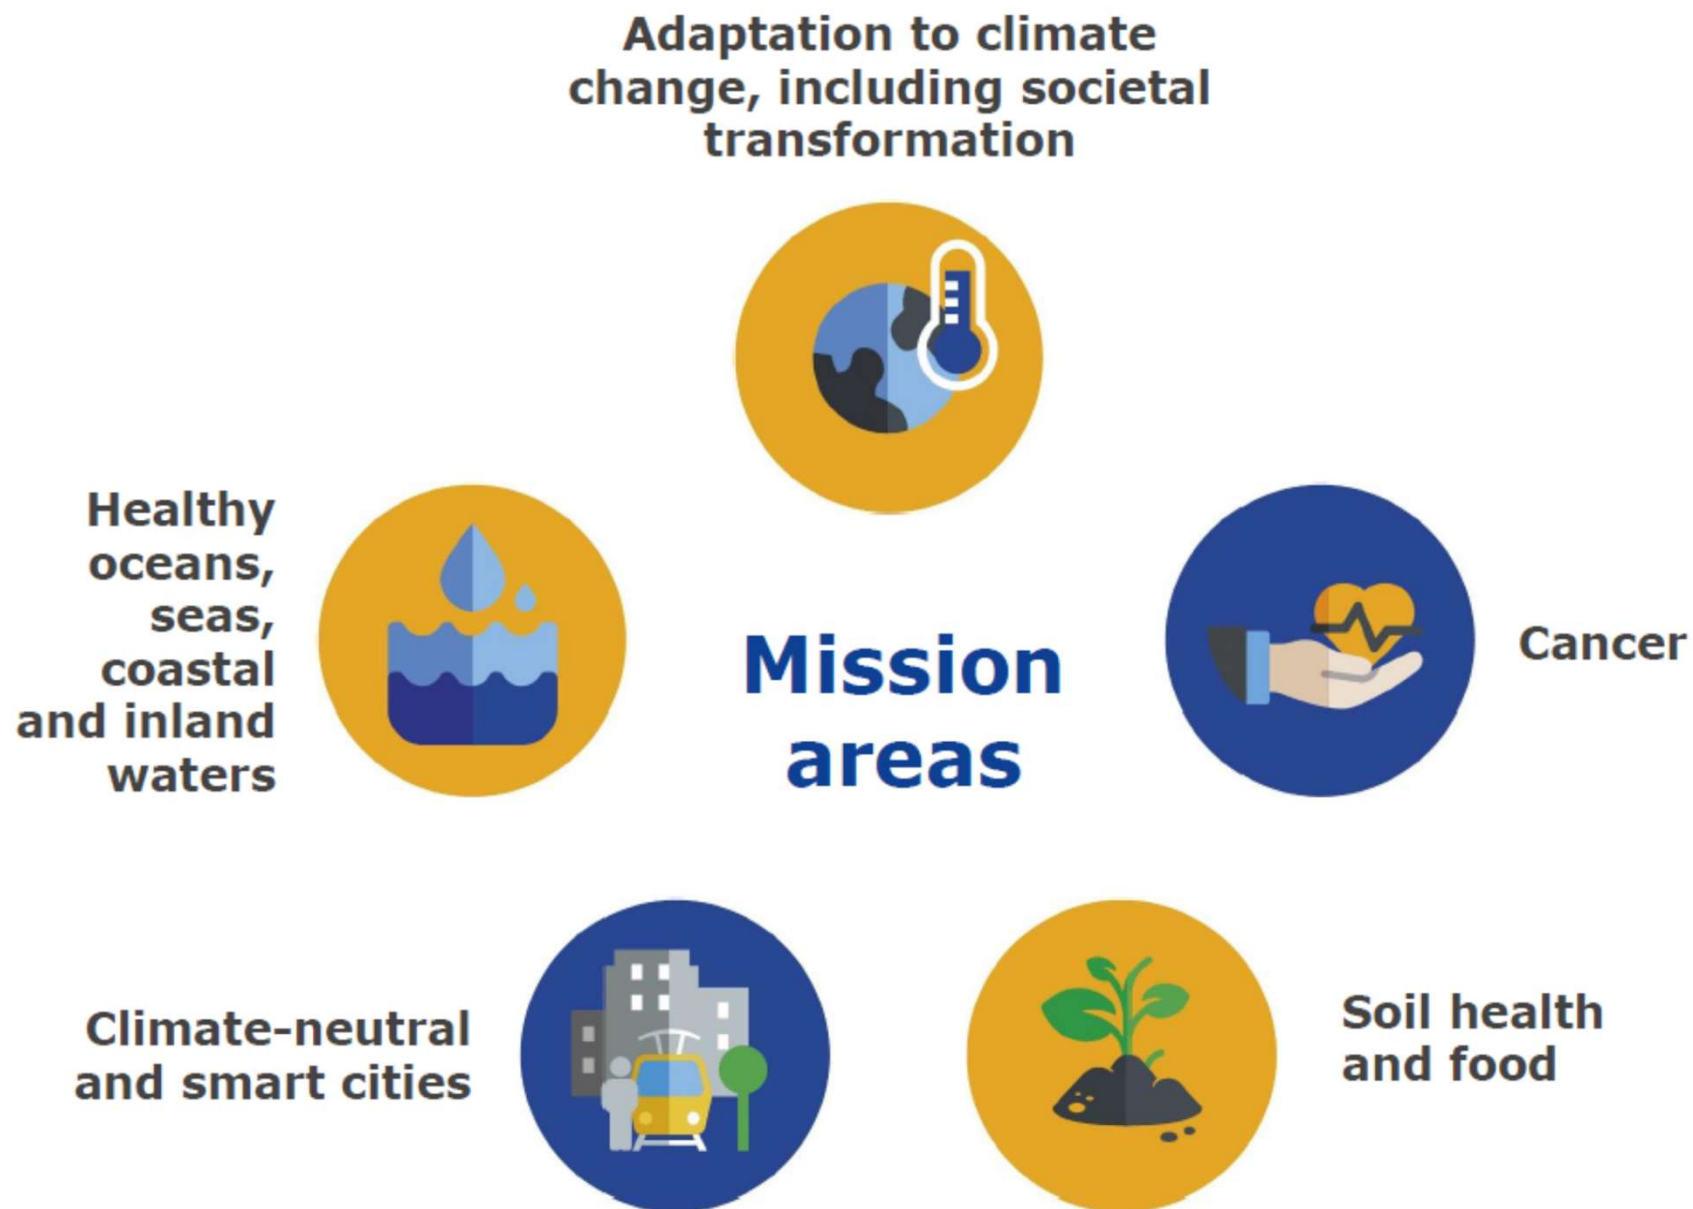 Adaptation to climate
change, including societal
transformation
Healthy
oceans,
seas,
coastal
and inland
waters
Mission
areas
Cancer
Climate-neutral
and smart cities
Soil health
and food